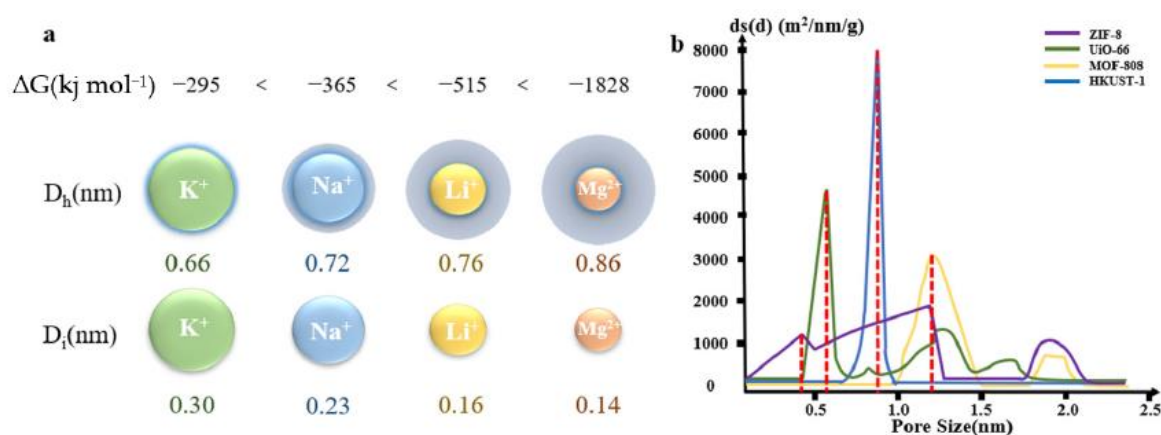 a
ΔG(kj mol⁻¹) −295 < −365 < −515 < −1828
D_h(nm) K⁺ Na⁺ Li⁺ Mg²⁺
0.66 0.72 0.76 0.86
D_i(nm) K⁺ Na⁺ Li⁺ Mg²⁺
0.30 0.23 0.16 0.14
b
ds(d) (m²/nm/g)
ZIF-8
UiO-66
MOF-808
HKUST-1
8000
7000
6000
5000
4000
3000
2000
1000
0
0.5 1.0 1.5 2.0 2.5
Pore Size(nm)